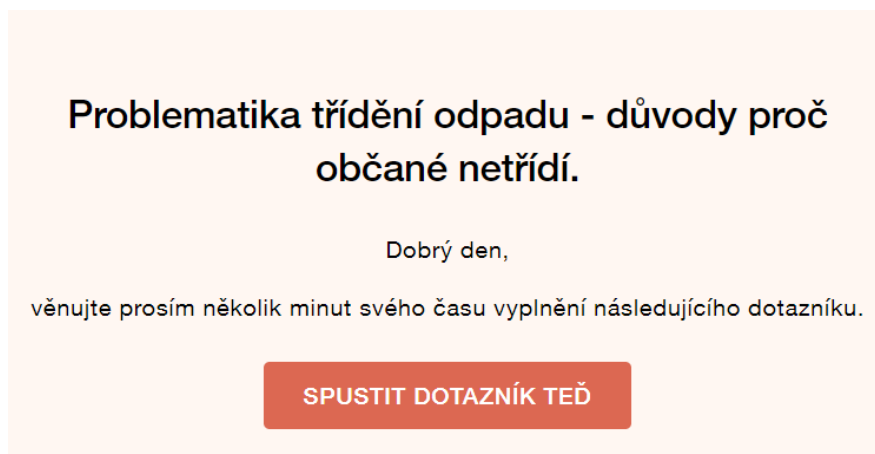 Problematika třídění odpadu - důvody proč
občané netřídí.
Dobrý den,
věnujte prosím několik minut svého času vyplnění následujícího dotazníku.
SPUSTIT DOTAZNÍK TEĎ